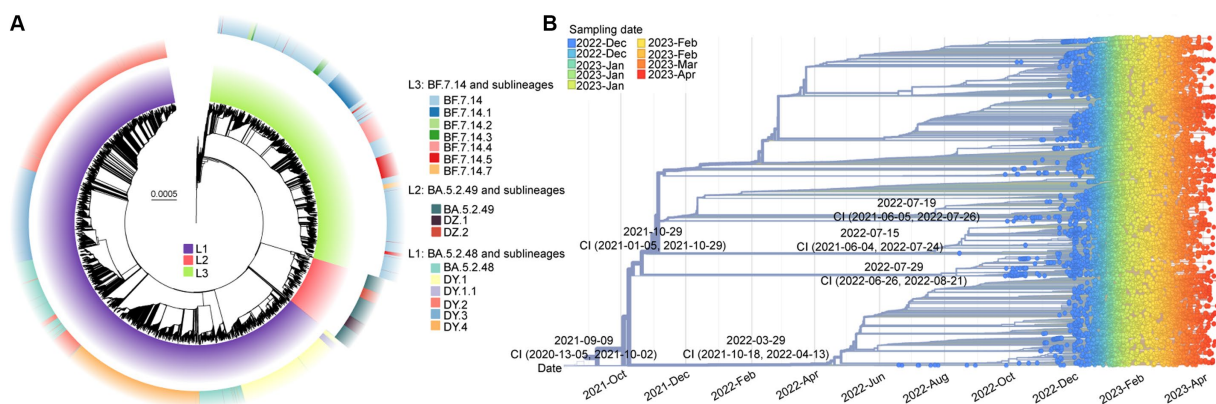 A
0.0005
L1
L2
L3
L3: BF.7.14 and sublineages
BF.7.14
BF.7.14.1
BF.7.14.2
BF.7.14.3
BF.7.14.4
BF.7.14.5
BF.7.14.7
L2: BA.5.2.49 and sublineages
BA.5.2.49
DZ.1
DZ.2
L1: BA.5.2.48 and sublineages
BA.5.2.48
DY.1
DY.1.1
DY.2
DY.3
DY.4
B
Sampling date
2022-Dec 2023-Feb
2022-Dec 2023-Feb
2023-Jan 2023-Mar
2023-Jan 2023-Apr
2023-Jan
2022-07-19
CI (2021-06-05, 2022-07-26)
2021-10-29
CI (2021-01-05, 2021-10-29)
2022-07-15
CI (2021-06-04, 2022-07-24)
2022-07-29
CI (2022-06-26, 2022-08-21)
2021-09-09
CI (2020-13-05, 2021-10-02)
2022-03-29
CI (2021-10-18, 2022-04-13)
Date
2021-Oct
2021-Dec
2022-Feb
2022-Apr
2022-Jun
2022-Aug
2022-Oct
2022-Dec
2023-Feb
2023-Apr